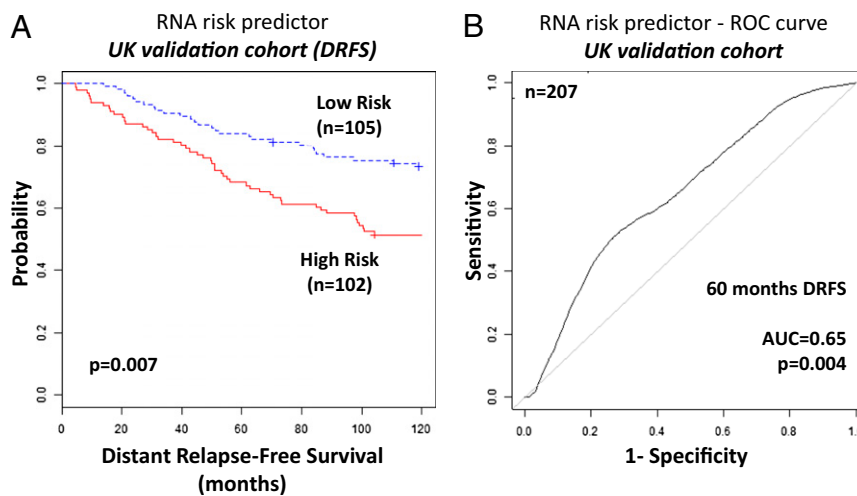 A
RNA risk predictor
UK validation cohort (DRFS)
Probability
1.0
0.8
0.6
0.4
0.2
0.0
Low Risk
(n=105)
High Risk
(n=102)
p=0.007
0 20 40 60 80 100 120
Distant Relapse-Free Survival
(months)
B
RNA risk predictor - ROC curve
UK validation cohort
Sensitivity
1.0
0.8
0.6
0.4
0.2
0.0
n=207
60 months DRFS
AUC=0.65
p=0.004
0.0 0.2 0.4 0.6 0.8 1.0
1- Specificity